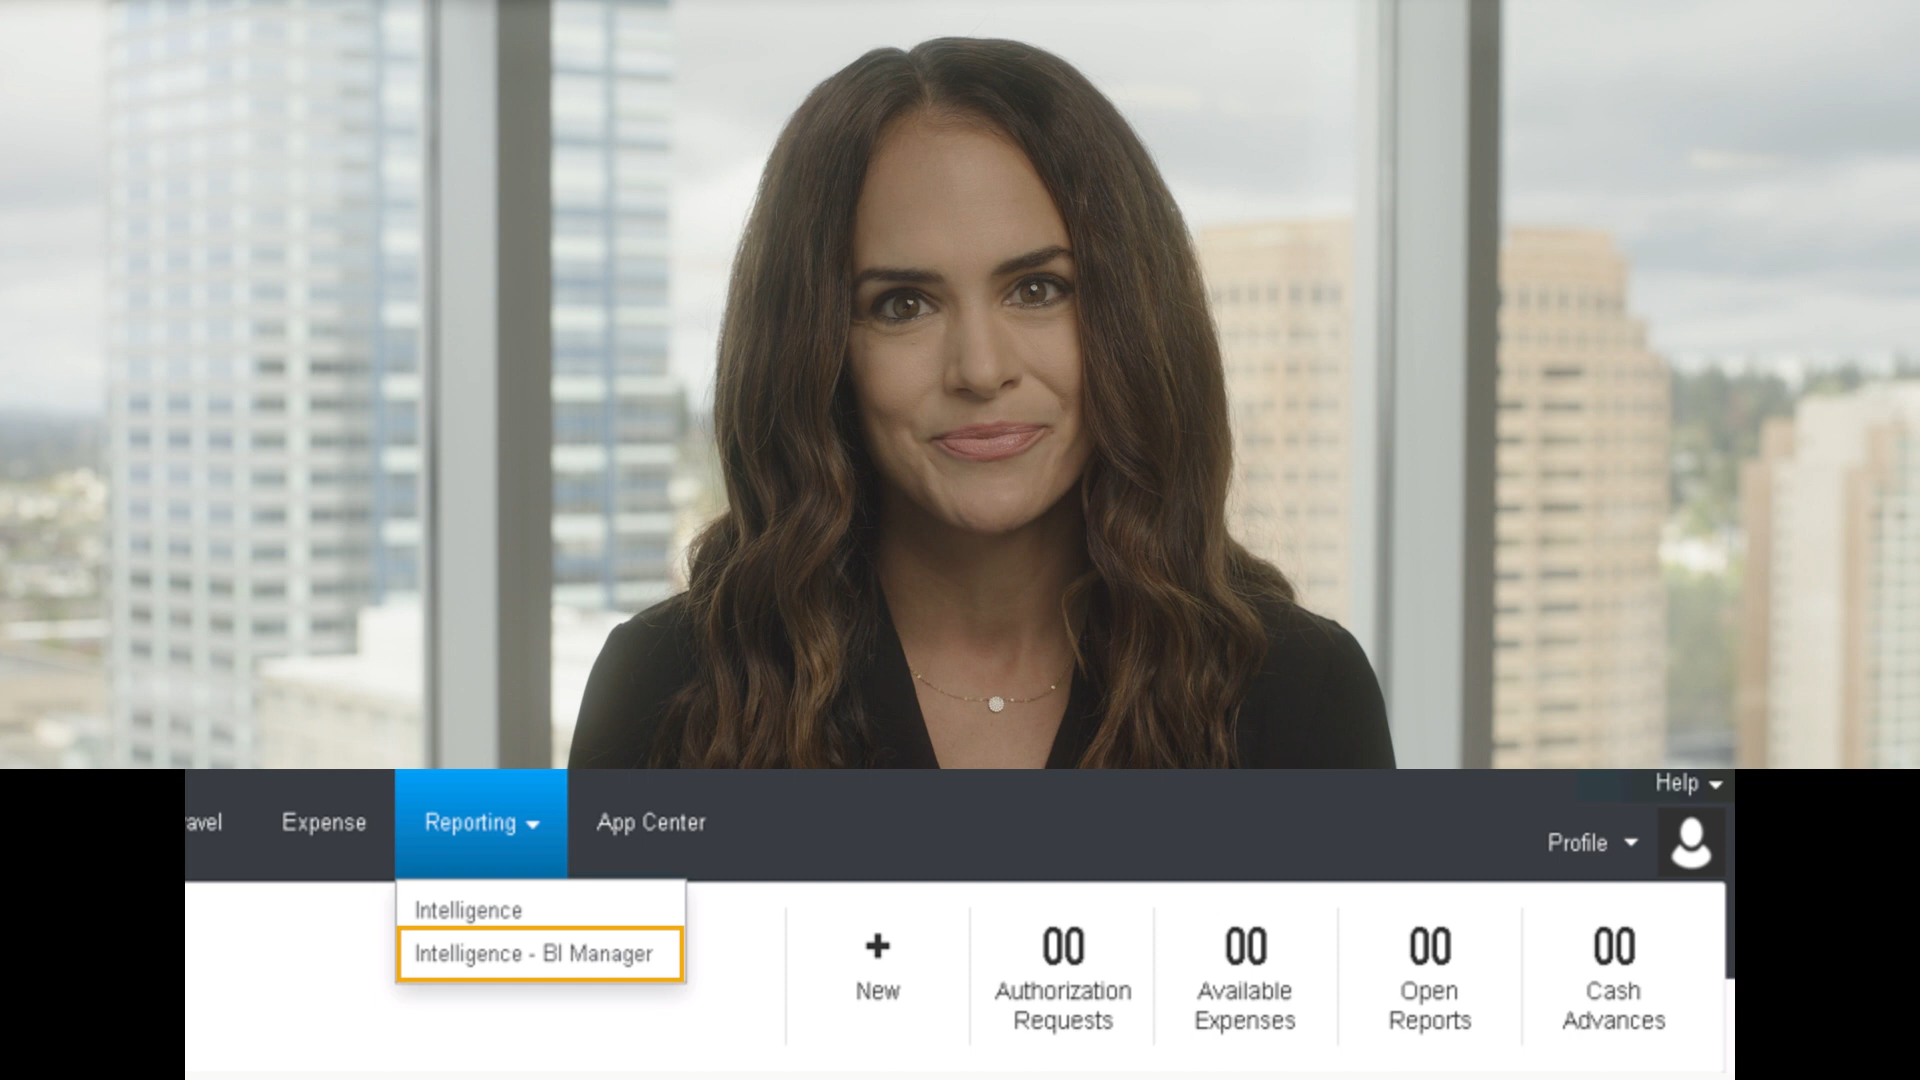 Help
avel
Expense
Reporting
App Center
Profile
Intelligence
Intelligence - BI Manager
+
New
00
Authorization
Requests
00
Available
Expenses
00
Open
Reports
00
Cash
Advances